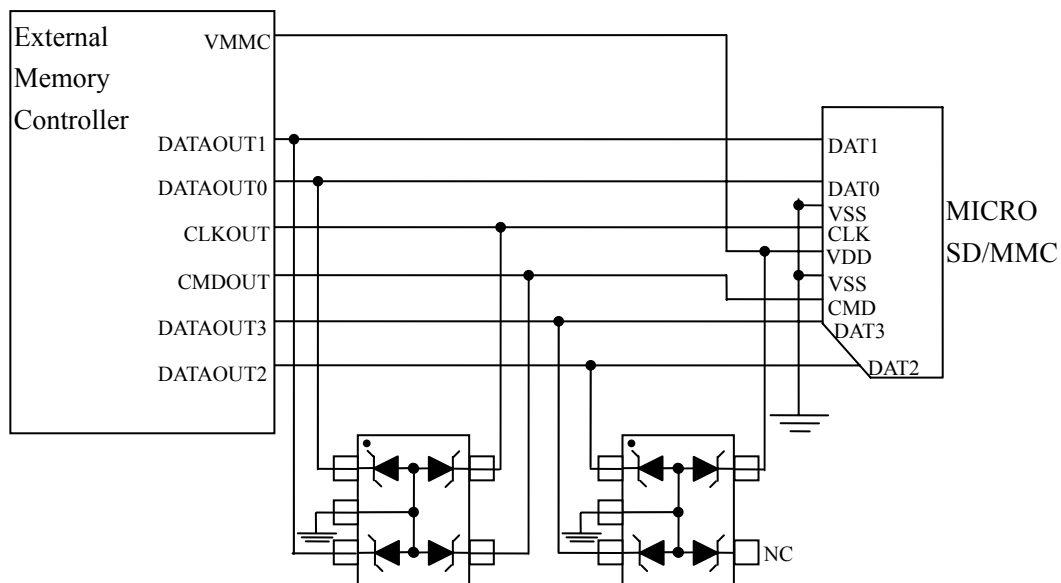 External
Memory
Controller
VMMC
DATAOUT1
DATAOUT0
CLKOUT
CMDOUT
DATAOUT3
DATAOUT2
DAT1
DAT0
VSS
CLK
VDD
VSS
CMD
DAT3
DAT2
MICRO
SD/MMC
NC